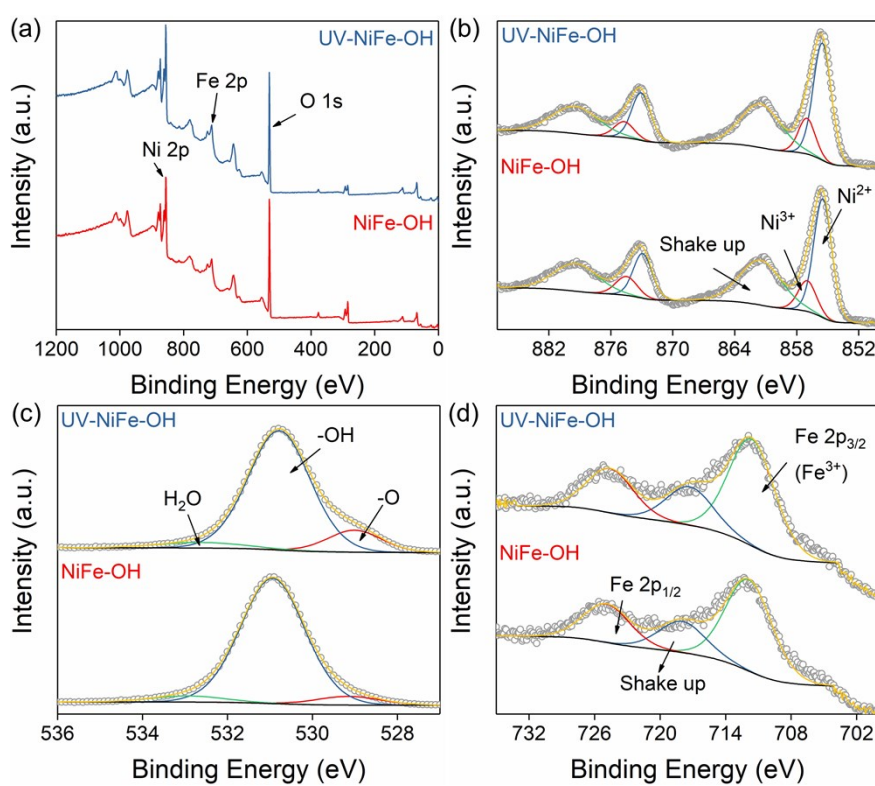 (a)
UV-NiFe-OH
Fe 2p
O 1s
Ni 2p
NiFe-OH
Intensity (a.u.)
1200 1000 800 600 400 200 0
Binding Energy (eV)
(b)
UV-NiFe-OH
NiFe-OH
Ni³⁺
Ni²⁺
Shake up
Intensity (a.u.)
882 876 870 864 858 852
Binding Energy (eV)
(c)
UV-NiFe-OH
-OH
H₂O
-O
NiFe-OH
Intensity (a.u.)
536 534 532 530 528
Binding Energy (eV)
(d)
UV-NiFe-OH
Fe 2p₃/₂
(Fe³⁺)
NiFe-OH
Fe 2p₁/₂
Shake up
Intensity (a.u.)
732 726 720 714 708 702
Binding Energy (eV)